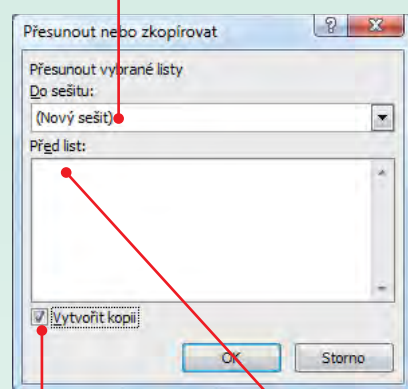 Přesunout nebo zkopírovat
Přesunout vybrané listy
Do sešitu:
(Nový sešit)
Před list:
Vytvořit kopii
OK
Storno